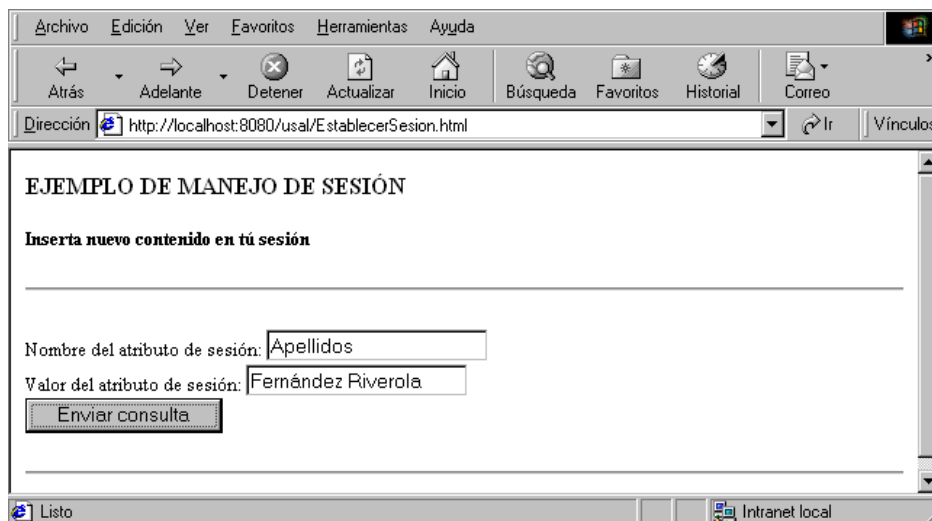 Archivo Edición Ver Favoritos Herramientas Ayuda
Atrás Adelante Detener Actualizar Inicio Búsqueda Favoritos Historial Correo
Dirección http://localhost:8080/usal/EstablecerSesion.html Ir Vínculos
EJEMPLO DE MANEJO DE SESIÓN
Inserta nuevo contenido en tú sesión
Nombre del atributo de sesión: Apellidos
Valor del atributo de sesión: Fernández Riverola
Enviar consulta
Listo Intranet local